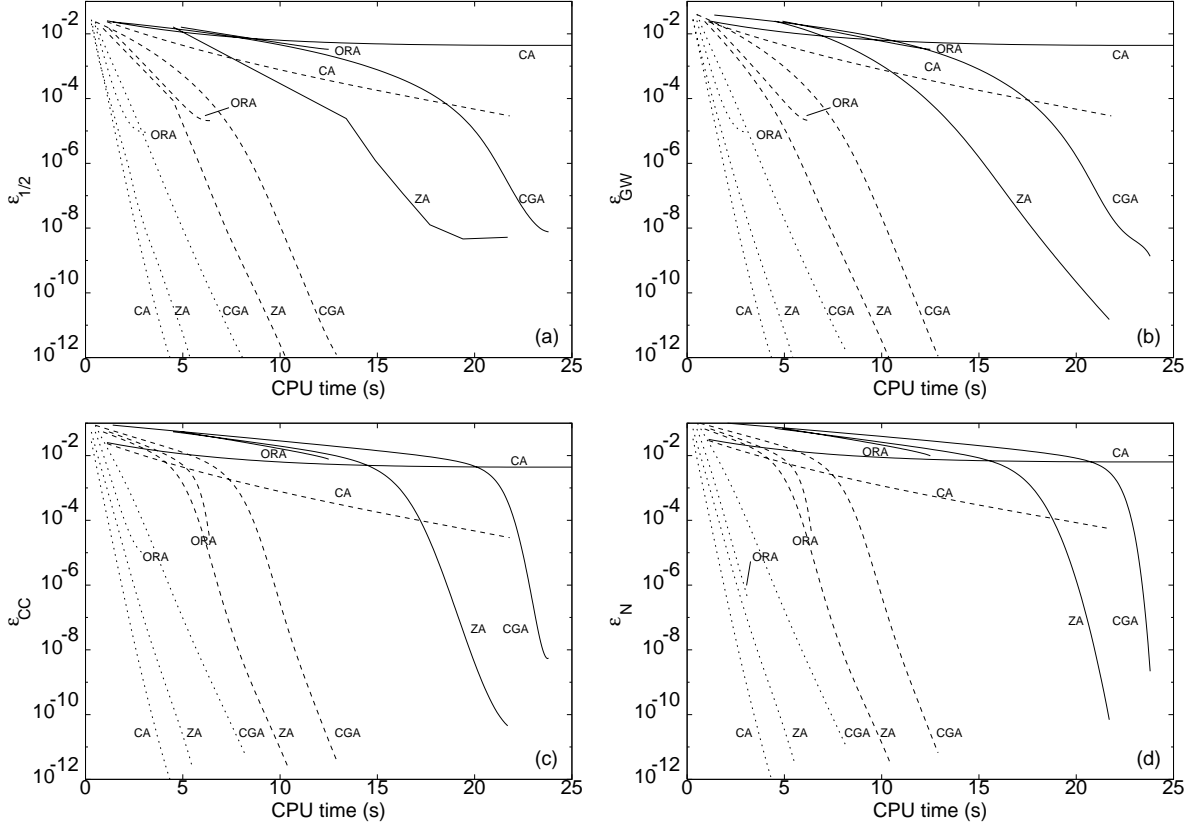 10-2
10-4
10-6
10-8
10-10
10-12
ε1/2
ORA
CA
CA
ORA
ORA
ZA
CGA
CA
ZA
CGA
ZA
CGA
(a)
0 5 10 15 20 25
CPU time (s)
10-2
10-4
10-6
10-8
10-10
10-12
εGW
ORA
CA
CA
ORA
ORA
ZA
CGA
CA
ZA
CGA
ZA
CGA
(b)
0 5 10 15 20 25
CPU time (s)
10-2
10-4
10-6
10-8
10-10
10-12
εCC
ORA
CA
CA
ORA
ORA
ZA
CGA
CA
ZA
CGA
ZA
CGA
(c)
0 5 10 15 20 25
CPU time (s)
10-2
10-4
10-6
10-8
10-10
10-12
εN
CA
ORA
CA
ORA
ORA
ZA
CGA
CA
ZA
CGA
ZA
CGA
(d)
0 5 10 15 20 25
CPU time (s)